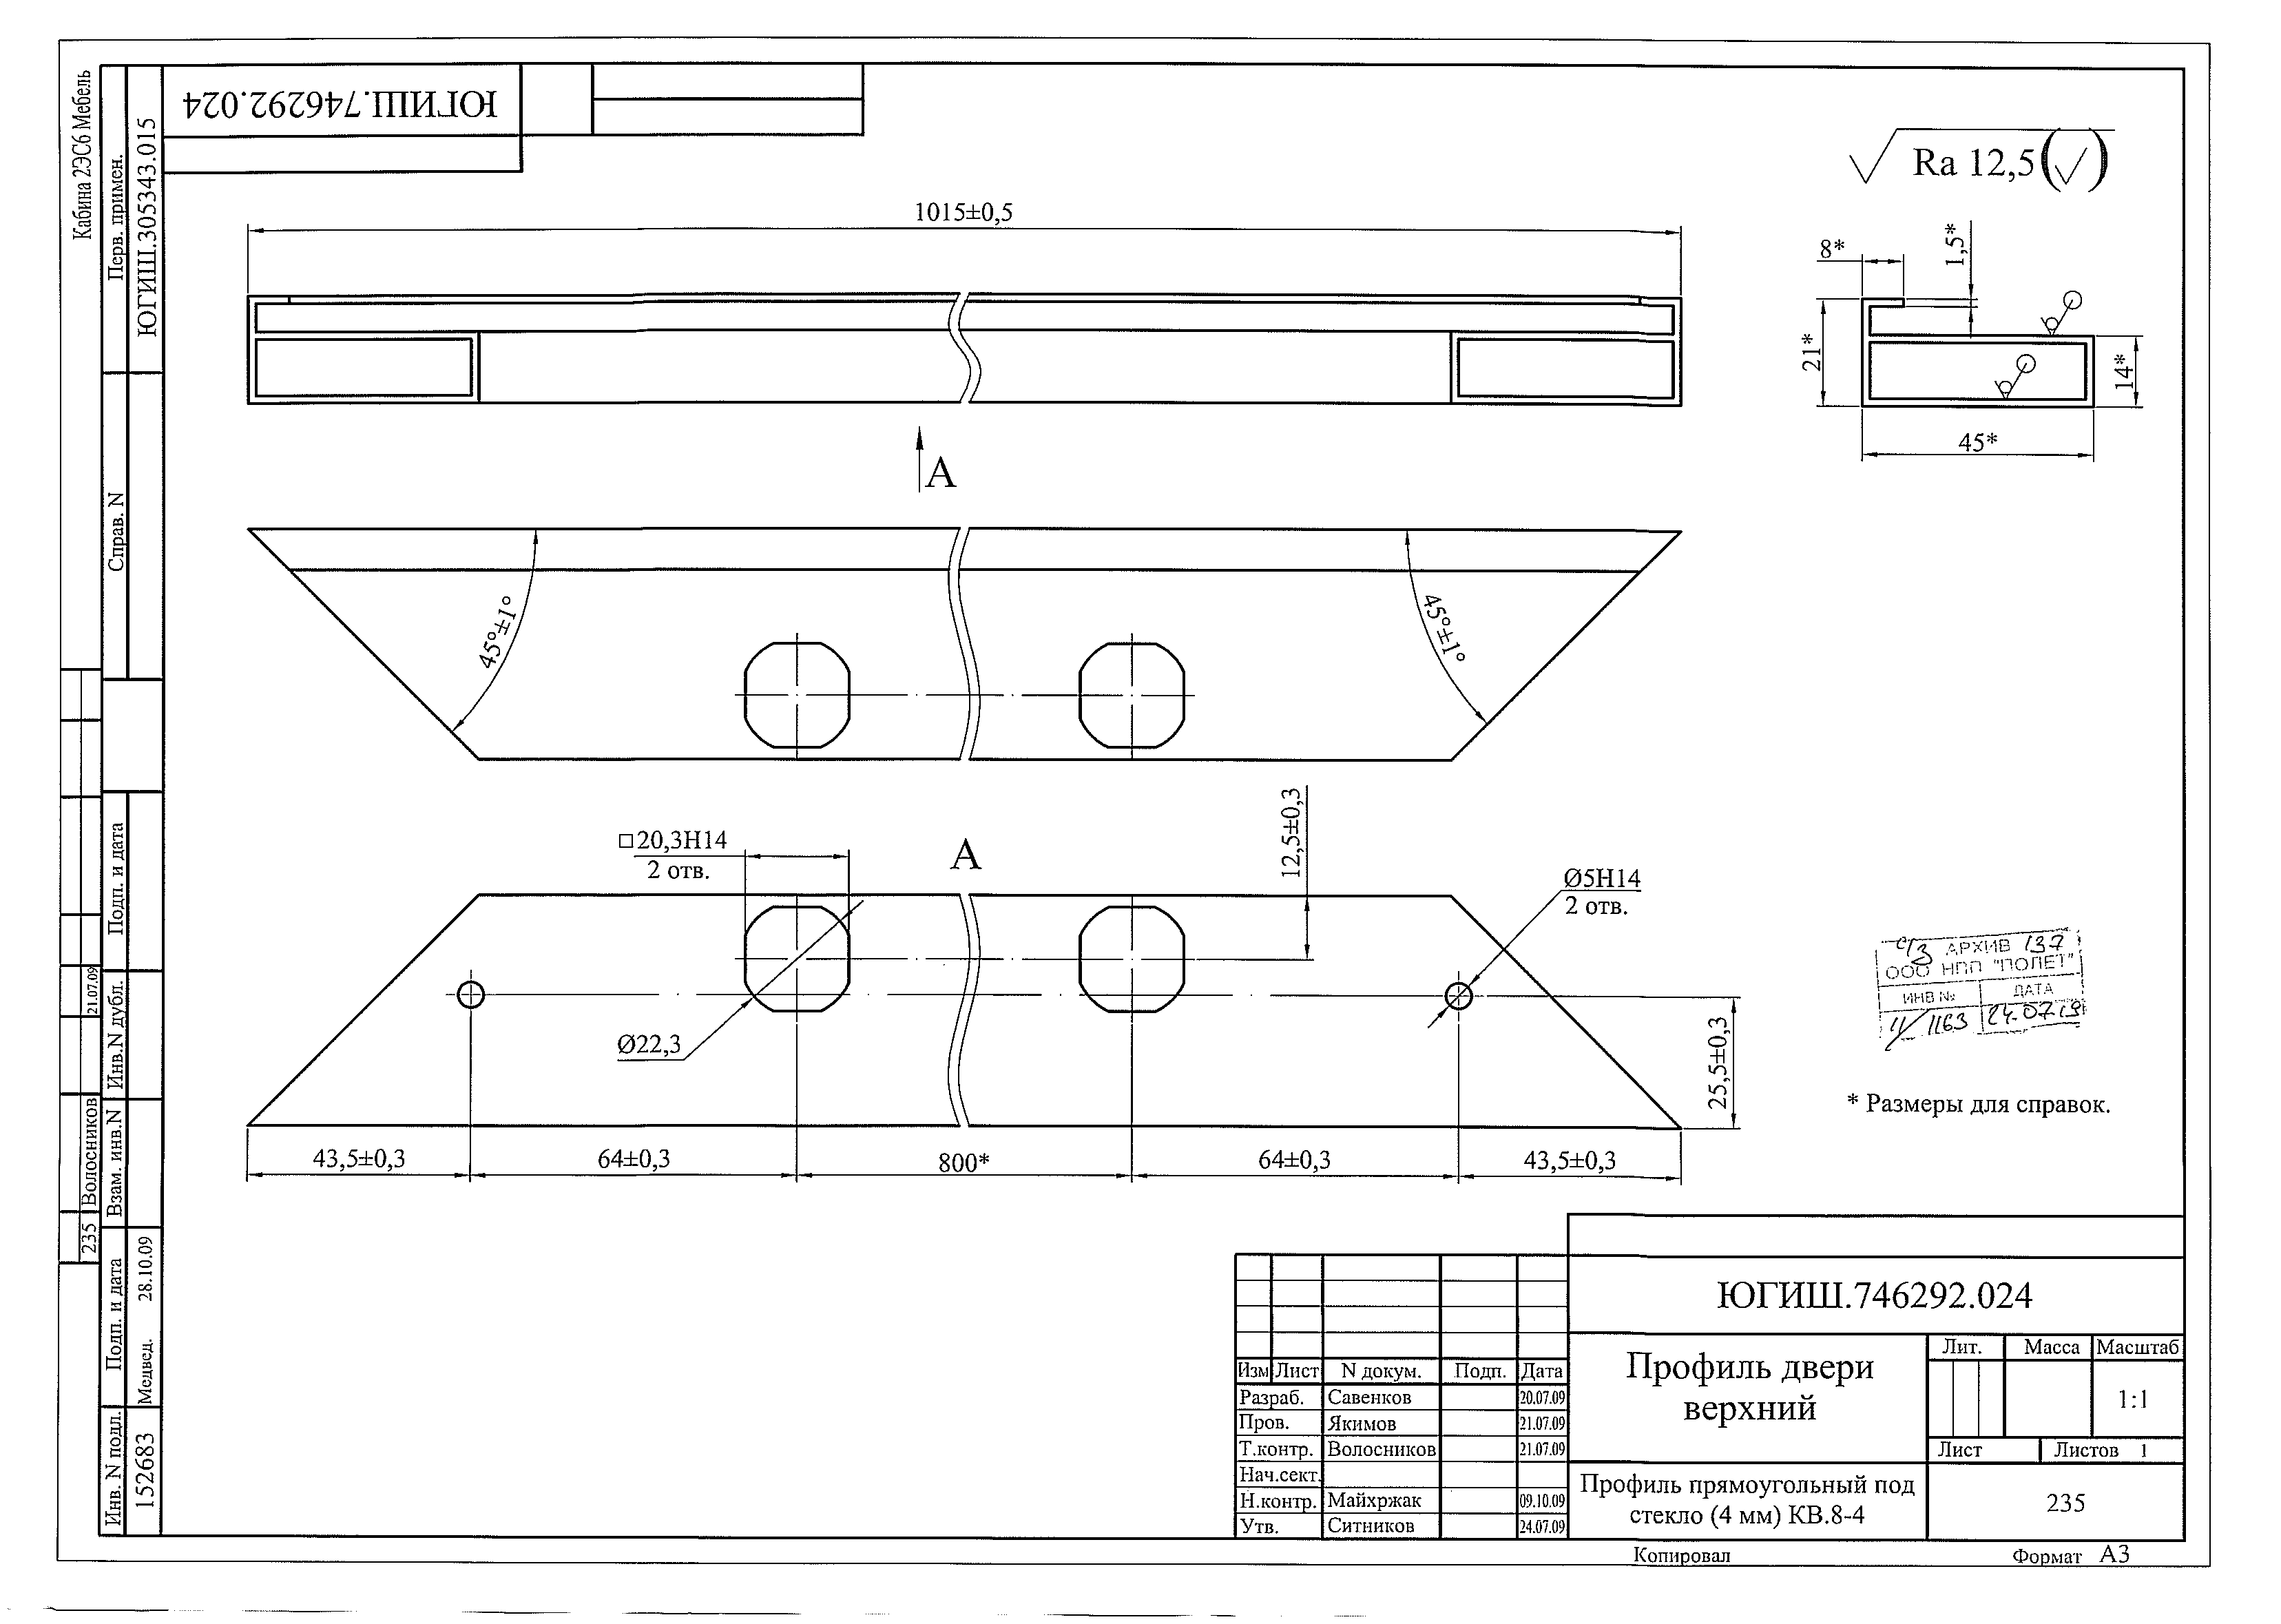 Кабина 2ЭС6 Мебель
Перв. примен.
ЮГИШ.305343.015
ЮГИШ.746292.024
Справ. N
Подп. и дата
Инв.N дубл.
Взам. инв.N
Подп. и дата
Инв. N подл.
21.07.09
Волосников
235
Медвед. 28.10.09
152683
Ra 12,5 ( )
1015±0,5
8*
1,5*
21*
14*
45*
А
45°±1°
45°±1°
□20,3H14
2 отв.
А
12,5±0,3
Ø5H14
2 отв.
Ø22,3
25,5±0,3
43,5±0,3
64±0,3
800*
64±0,3
43,5±0,3
АРХИВ 137
ООО НПП "ПОЛЕТ"
ИНВ № ДАТА
11/1163 24.07.19
* Размеры для справок.
ЮГИШ.746292.024
Изм Лист N докум. Подп. Дата
Разраб. Савенков 20.07.09
Пров. Якимов 21.07.09
Т.контр. Волосников 21.07.09
Нач.сект.
Н.контр. Майхржак 09.10.09
Утв. Ситников 24.07.09
Профиль двери
верхний
Лит. Масса Масштаб
1:1
Лист Листов 1
Профиль прямоугольный под
стекло (4 мм) КВ.8-4
235
Копировал Формат А3